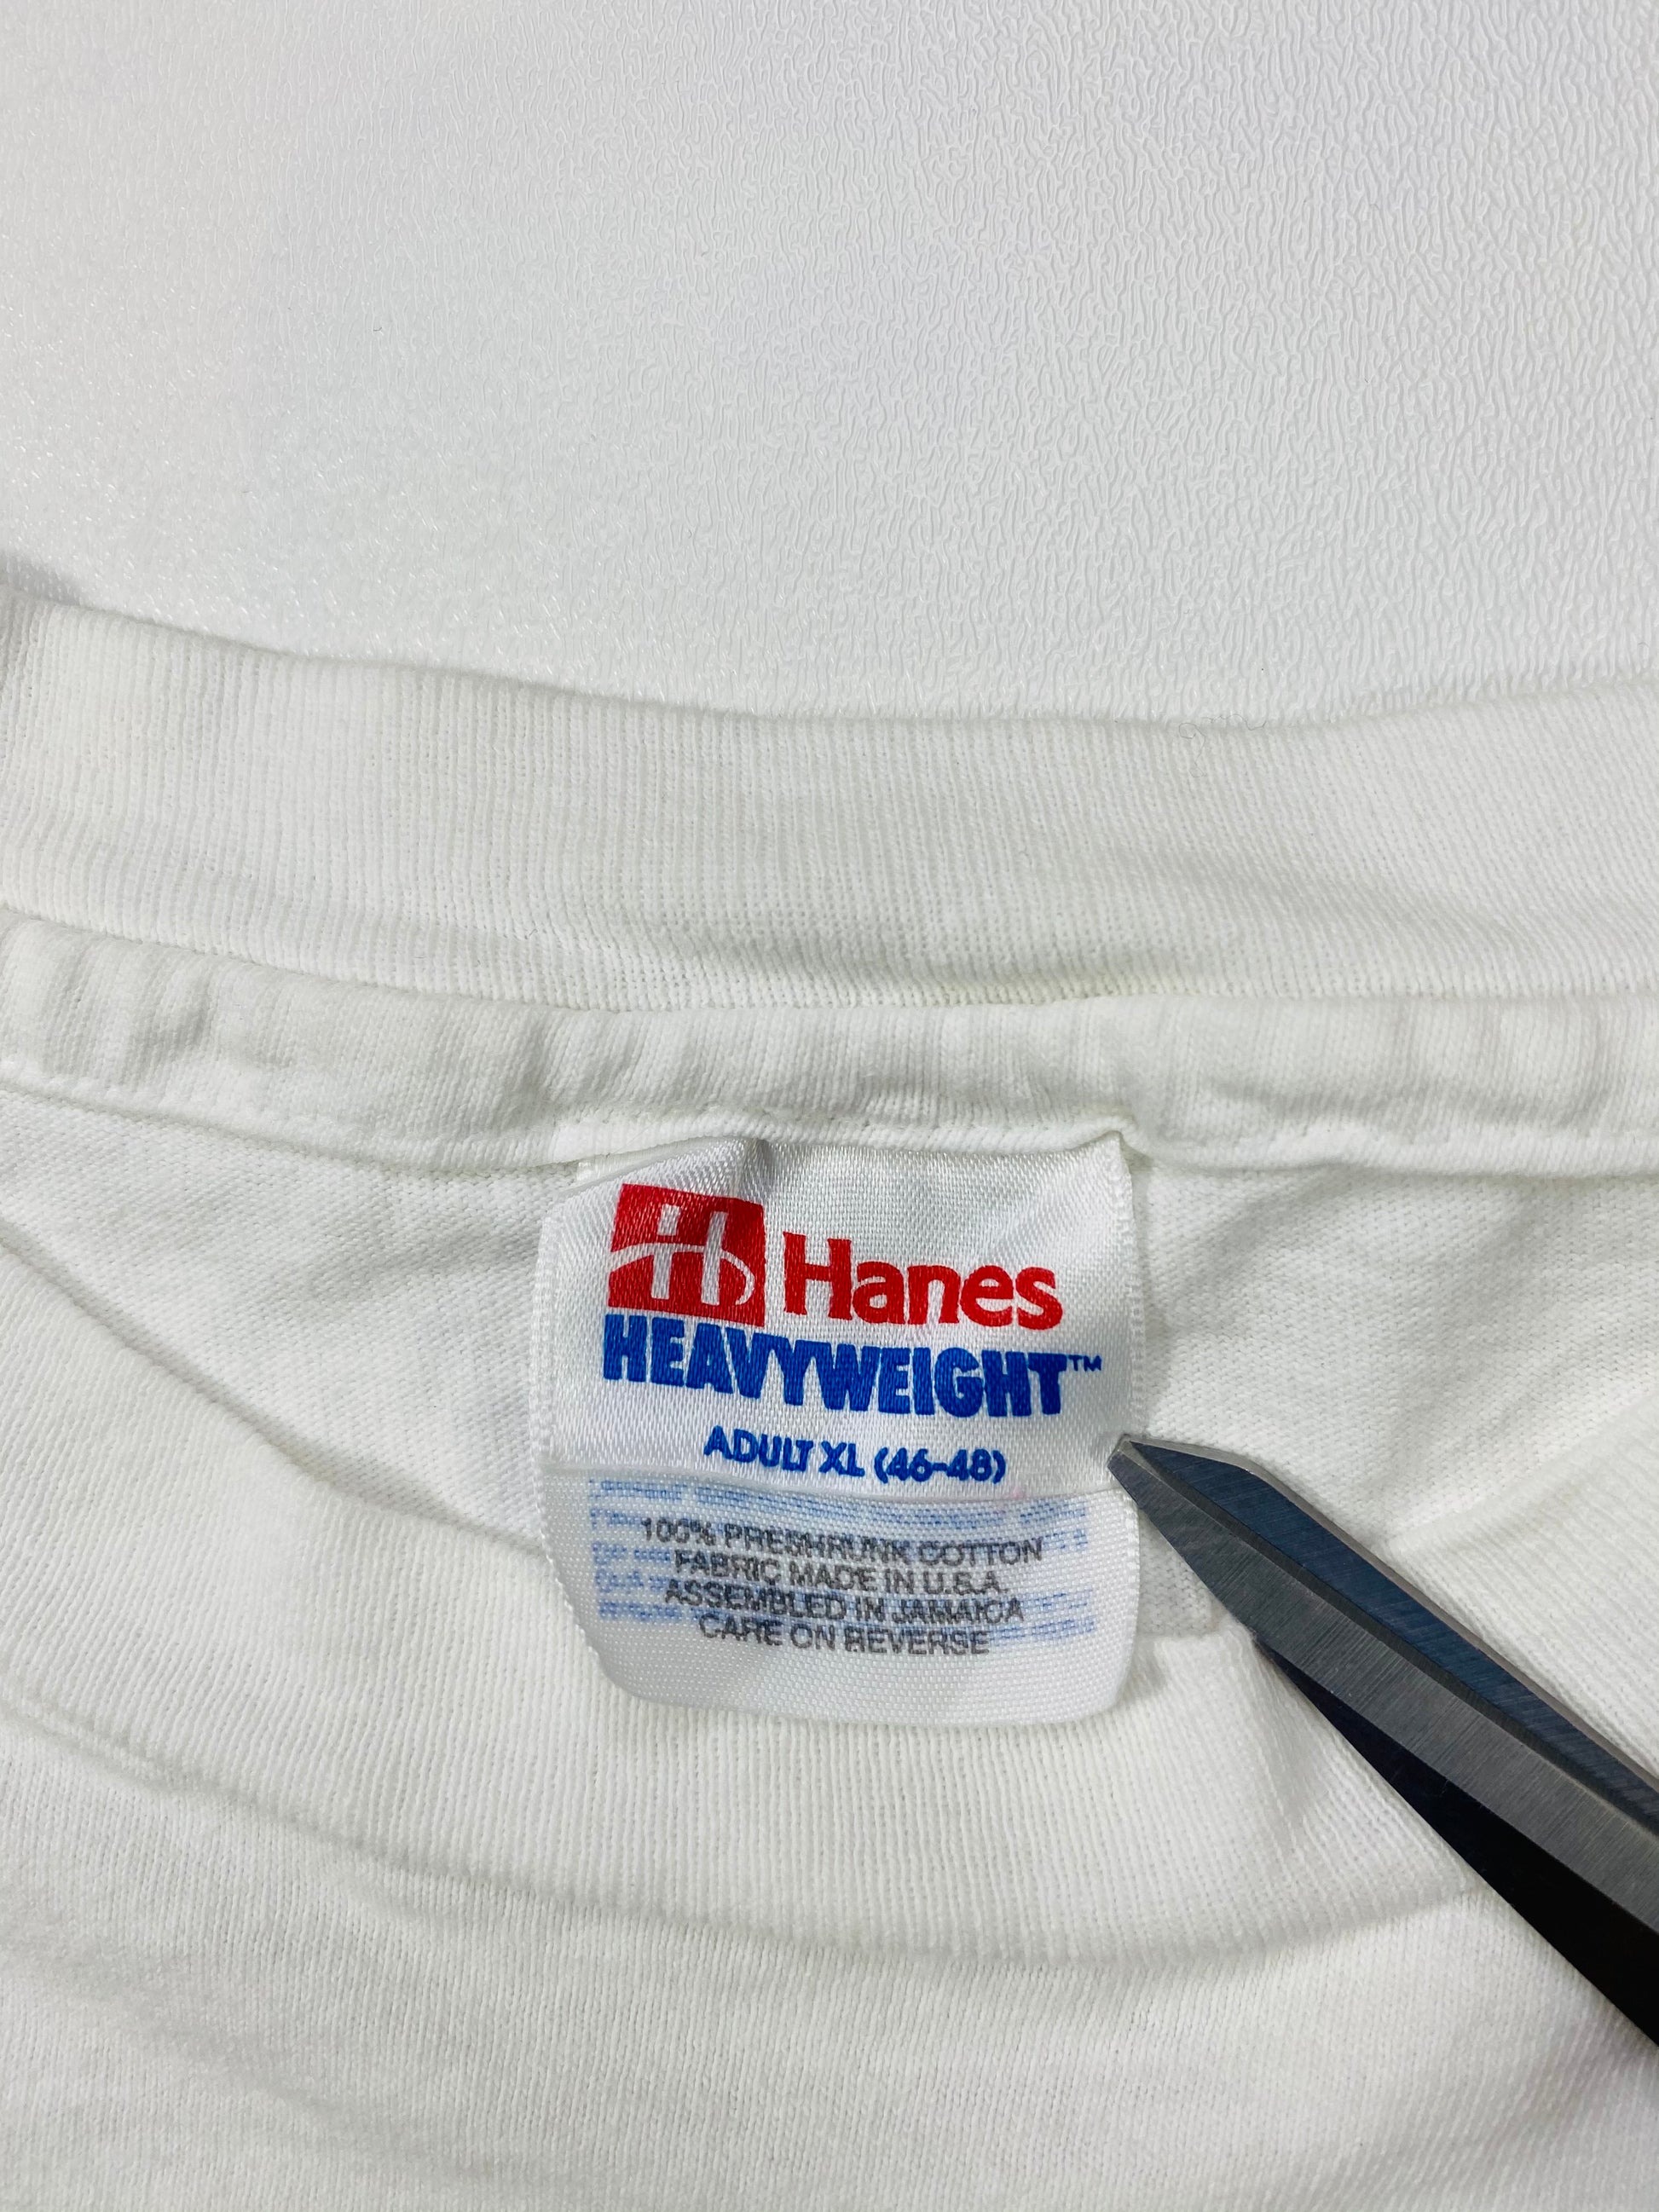 Hanes
HEAVYWEIGHT™
ADULT XL (46-48)
100% PRESHRUNK COTTON
FABRIC MADE IN U.S.A.
ASSEMBLED IN JAMAICA
CARE ON REVERSE